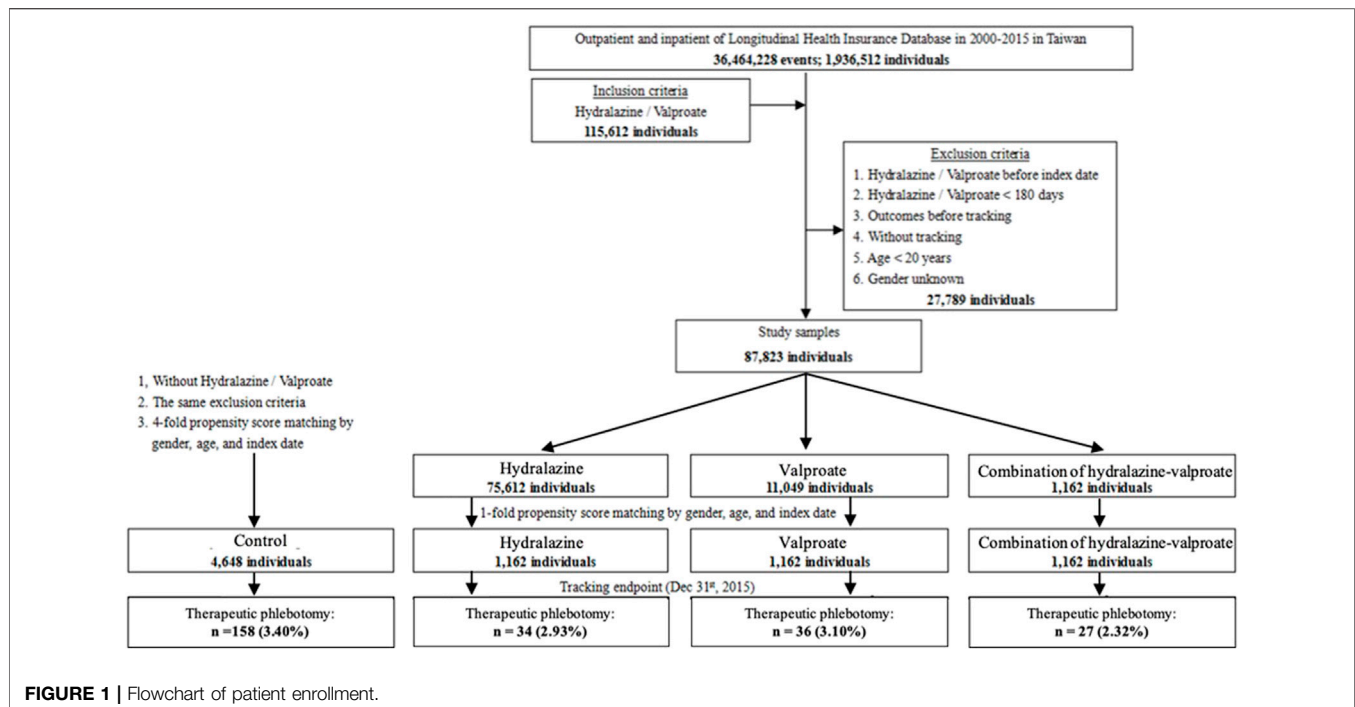 Outpatient and inpatient of Longitudinal Health Insurance Database in 2000-2015 in Taiwan
36,464,228 events; 1,936,512 individuals
Inclusion criteria
Hydralazine / Valproate
115,612 individuals
Exclusion criteria
1. Hydralazine / Valproate before index date
2. Hydralazine / Valproate < 180 days
3. Outcomes before tracking
4. Without tracking
5. Age < 20 years
6. Gender unknown
27,789 individuals
Study samples
87,823 individuals
1, Without Hydralazine / Valproate
2. The same exclusion criteria
3. 4-fold propensity score matching by
gender, age, and index date
Hydralazine
75,612 individuals
Valproate
11,049 individuals
Combination of hydralazine-valproate
1,162 individuals
1-fold propensity score matching by gender, age, and index date
Control
4,648 individuals
Hydralazine
1,162 individuals
Valproate
1,162 individuals
Combination of hydralazine-valproate
1,162 individuals
Tracking endpoint (Dec 31st, 2015)
Therapeutic phlebotomy:
n =158 (3.40%)
Therapeutic phlebotomy:
n = 34 (2.93%)
Therapeutic phlebotomy:
n = 36 (3.10%)
Therapeutic phlebotomy:
n = 27 (2.32%)
FIGURE 1 | Flowchart of patient enrollment.